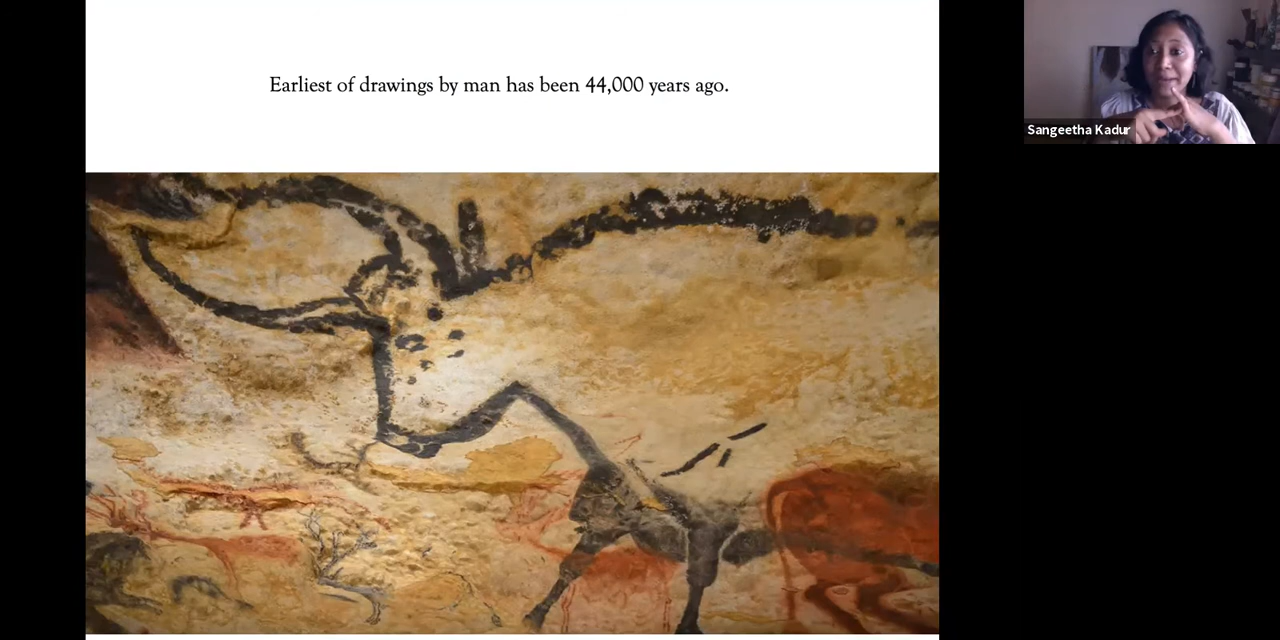 Earliest of drawings by man has been 44,000 years ago.
Sangeetha Kadur